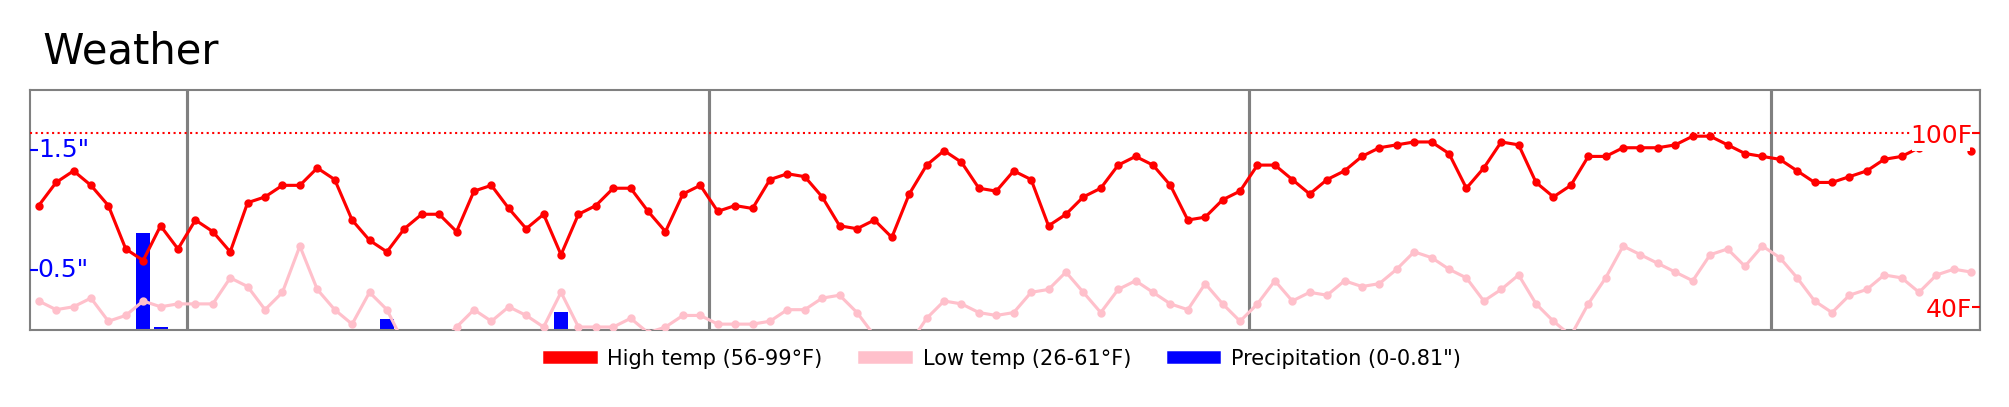 Weather
100F
1.5"
0.5"
40F
High temp (56-99°F) Low temp (26-61°F) Precipitation (0-0.81")